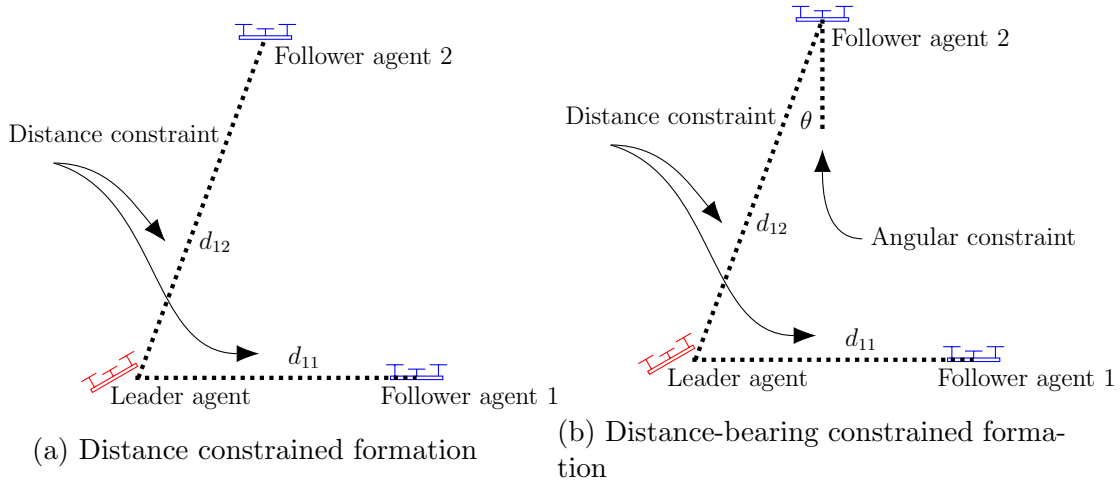 Follower agent 2
Distance constraint
d12
d11
Leader agent
Follower agent 1
(a) Distance constrained formation
Follower agent 2
Distance constraint
θ
d12
Angular constraint
d11
Leader agent
Follower agent 1
(b) Distance-bearing constrained forma-
tion